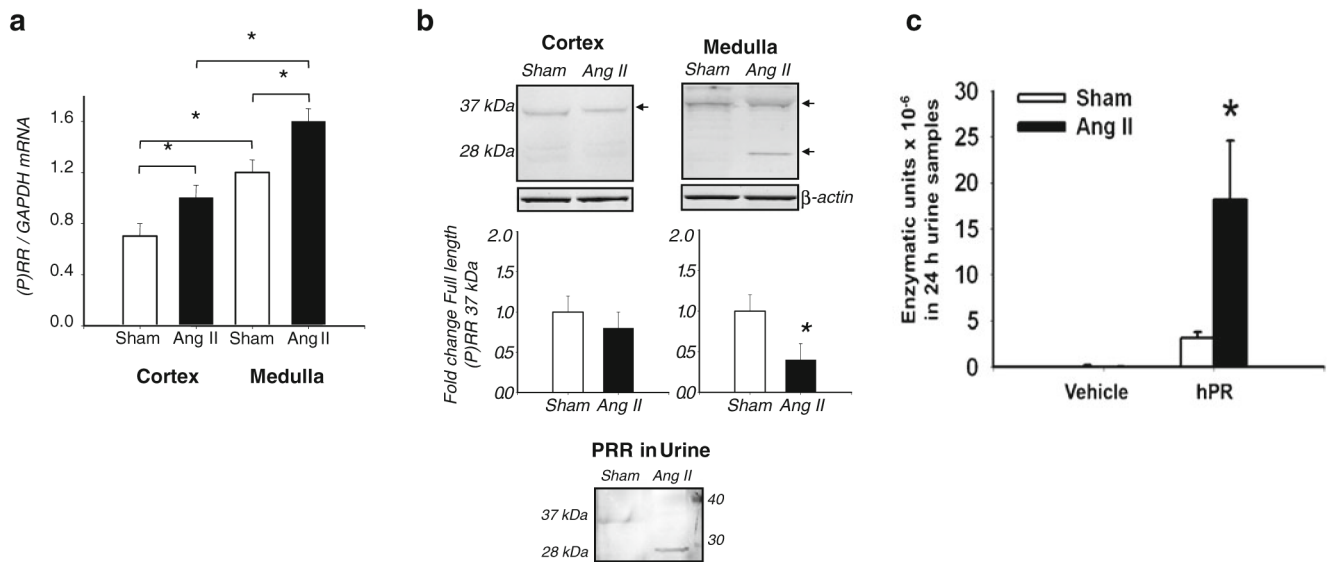 a
(P)RR / GAPDH mRNA
1.6
1.2
0.8
0.4
0.0
*
*
*
*
*
Sham Ang II Sham Ang II
Cortex Medulla
b
Cortex Medulla
Sham Ang II Sham Ang II
37 kDa
28 kDa
β-actin
Fold change Full length
(P)RR 37 kDa
2.0
1.5
1.0
0.5
0.0
Sham Ang II
2.0
1.5
1.0
0.5
0.0
*
Sham Ang II
PRR in Urine
Sham Ang II
37 kDa
28 kDa
40
30
c
Enzymatic units x 10-6
in 24 h urine samples
30
25
20
15
10
5
0
Sham
Ang II
*
Vehicle hPR